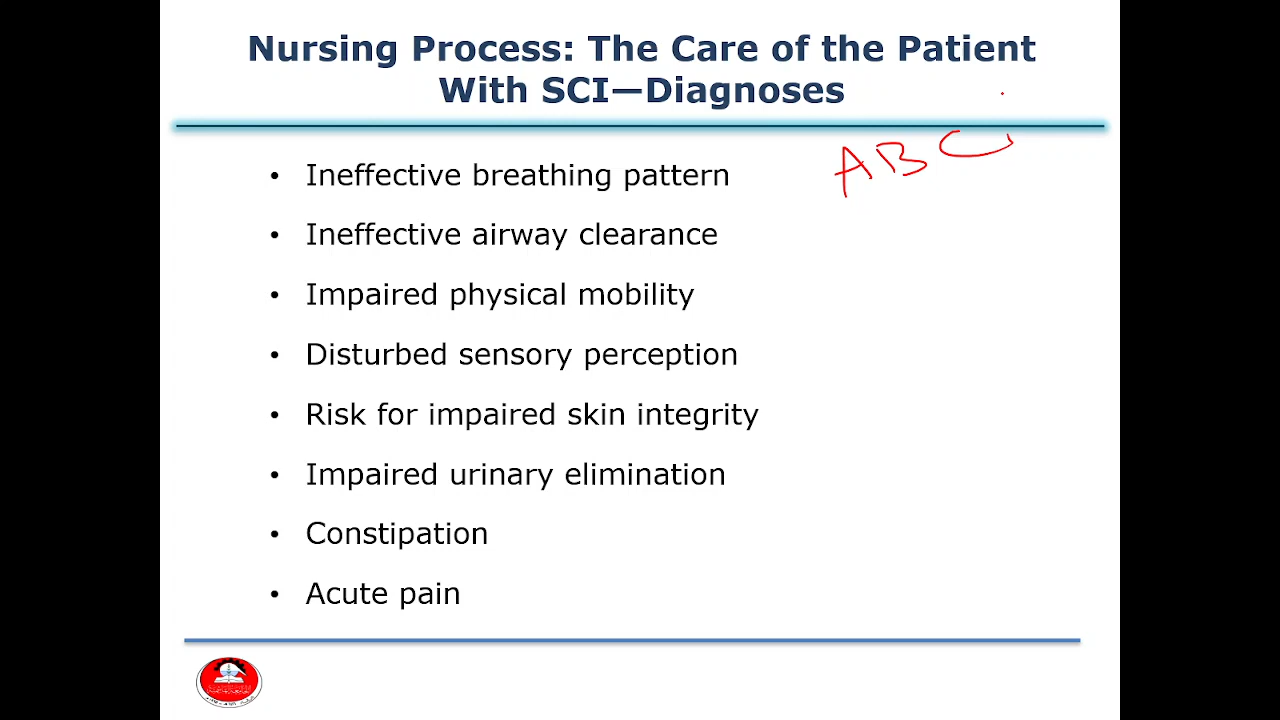 Nursing Process: The Care of the Patient
With SCI—Diagnoses
ABC
• Ineffective breathing pattern
• Ineffective airway clearance
• Impaired physical mobility
• Disturbed sensory perception
• Risk for impaired skin integrity
• Impaired urinary elimination
• Constipation
• Acute pain